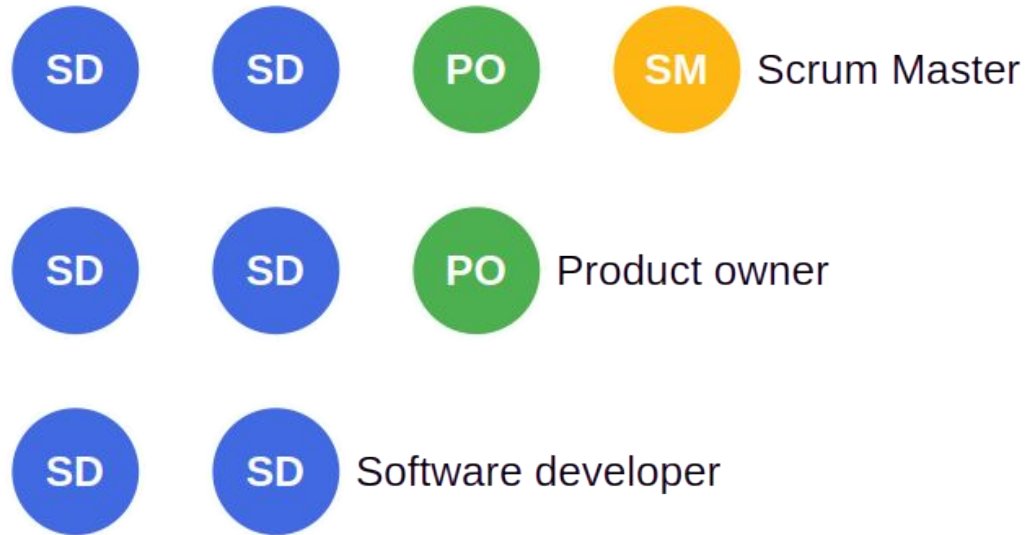 SD SD PO SM Scrum Master
SD SD PO Product owner
SD SD Software developer